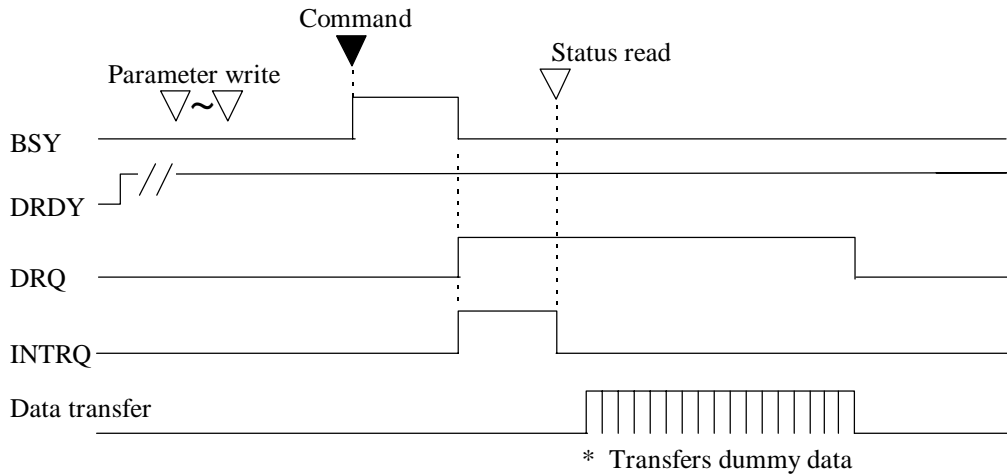 Command
Status read
Parameter write
~
BSY
DRDY
DRQ
INTRQ
Data transfer
* Transfers dummy data